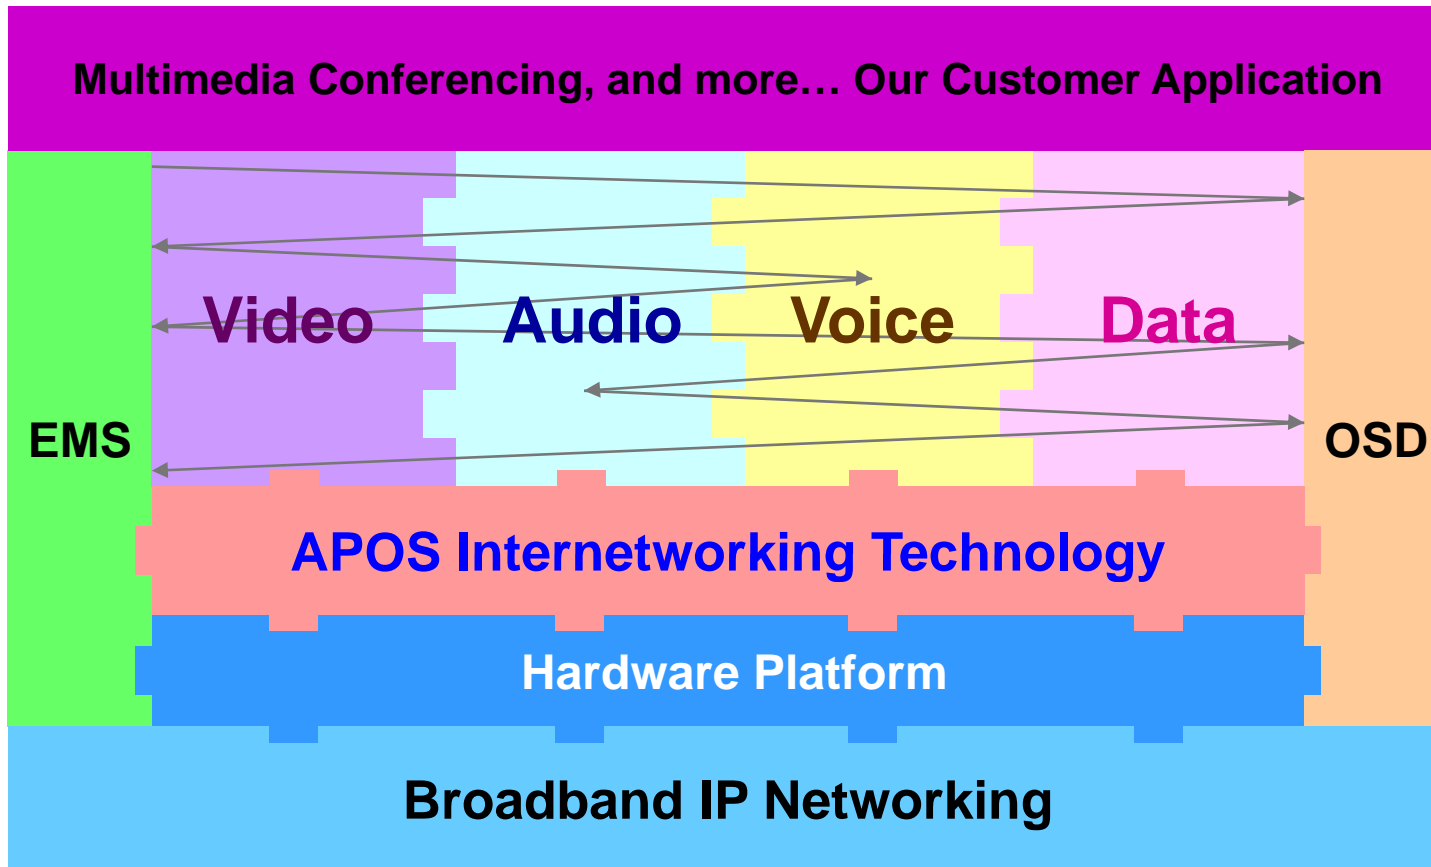 Multimedia Conferencing, and more… Our Customer Application
Video
Audio
Voice
Data
EMS
OSD
APOS Internetworking Technology
Hardware Platform
Broadband IP Networking